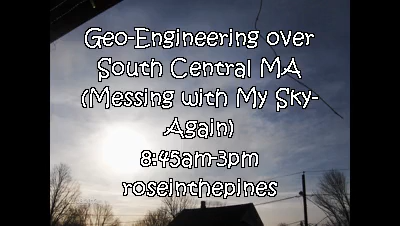 Geo-Engineering over
South Central MA
(Messing with My Sky-
Again)
8:45am-3pm
roseinthepines